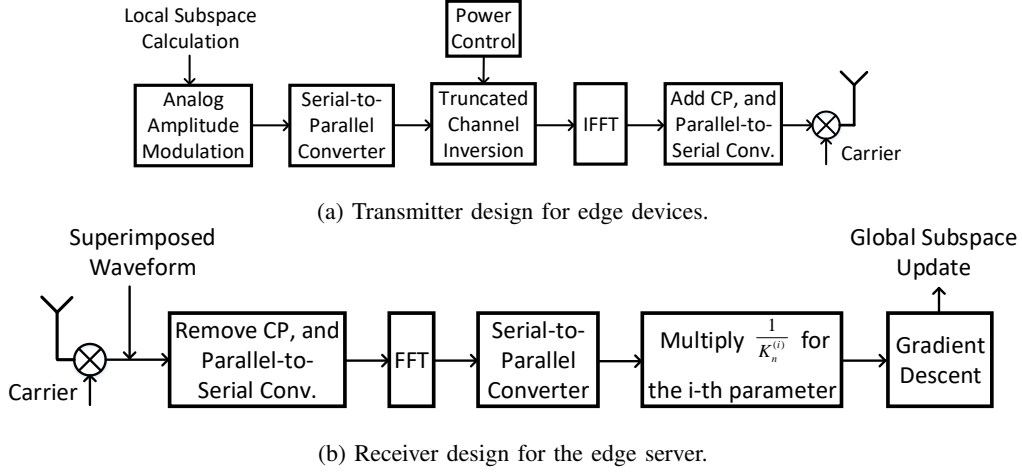 Local Subspace
Calculation
Power
Control
Analog
Amplitude
Modulation
Serial-to-
Parallel
Converter
Truncated
Channel
Inversion
IFFT
Add CP, and
Parallel-to-
Serial Conv.
Carrier
(a) Transmitter design for edge devices.
Superimposed
Waveform
Global Subspace
Update
Carrier
Remove CP, and
Parallel-to-
Serial Conv.
FFT
Serial-to-
Parallel
Converter
Multiply 1/K_n^{(i)} for
the i-th parameter
Gradient
Descent
(b) Receiver design for the edge server.